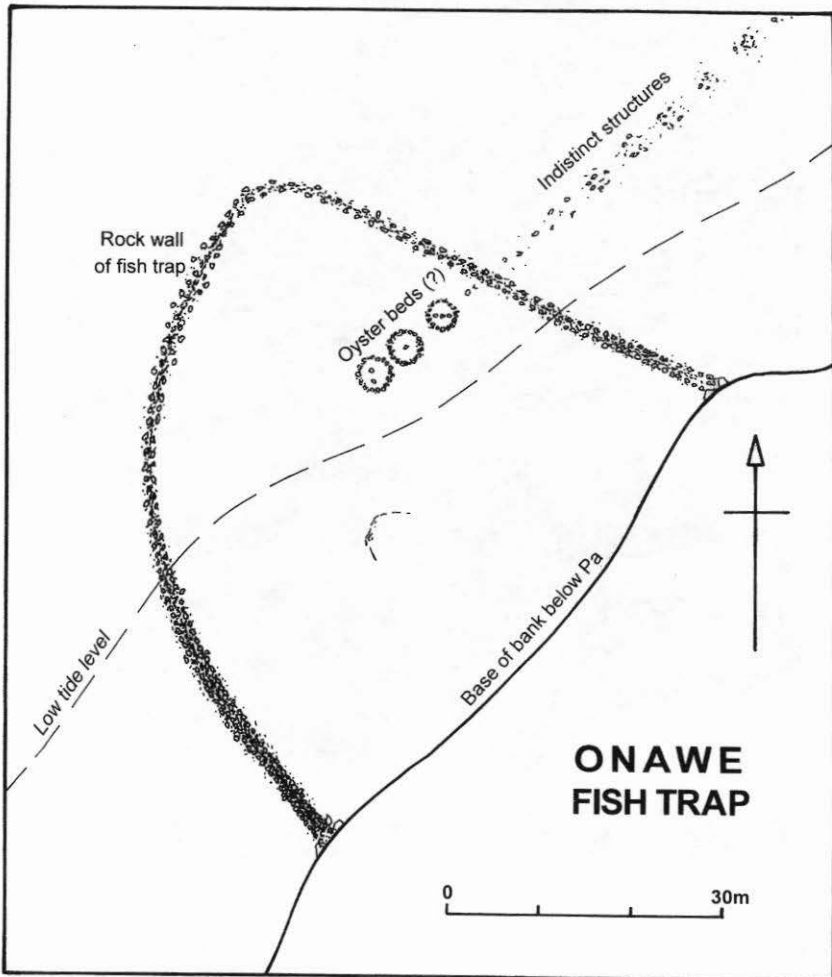 Indistinct structures
Rock wall
of fish trap
Oyster beds (?)
Low tide level
Base of bank below Pa
ONAWE
FISH TRAP
0
30m